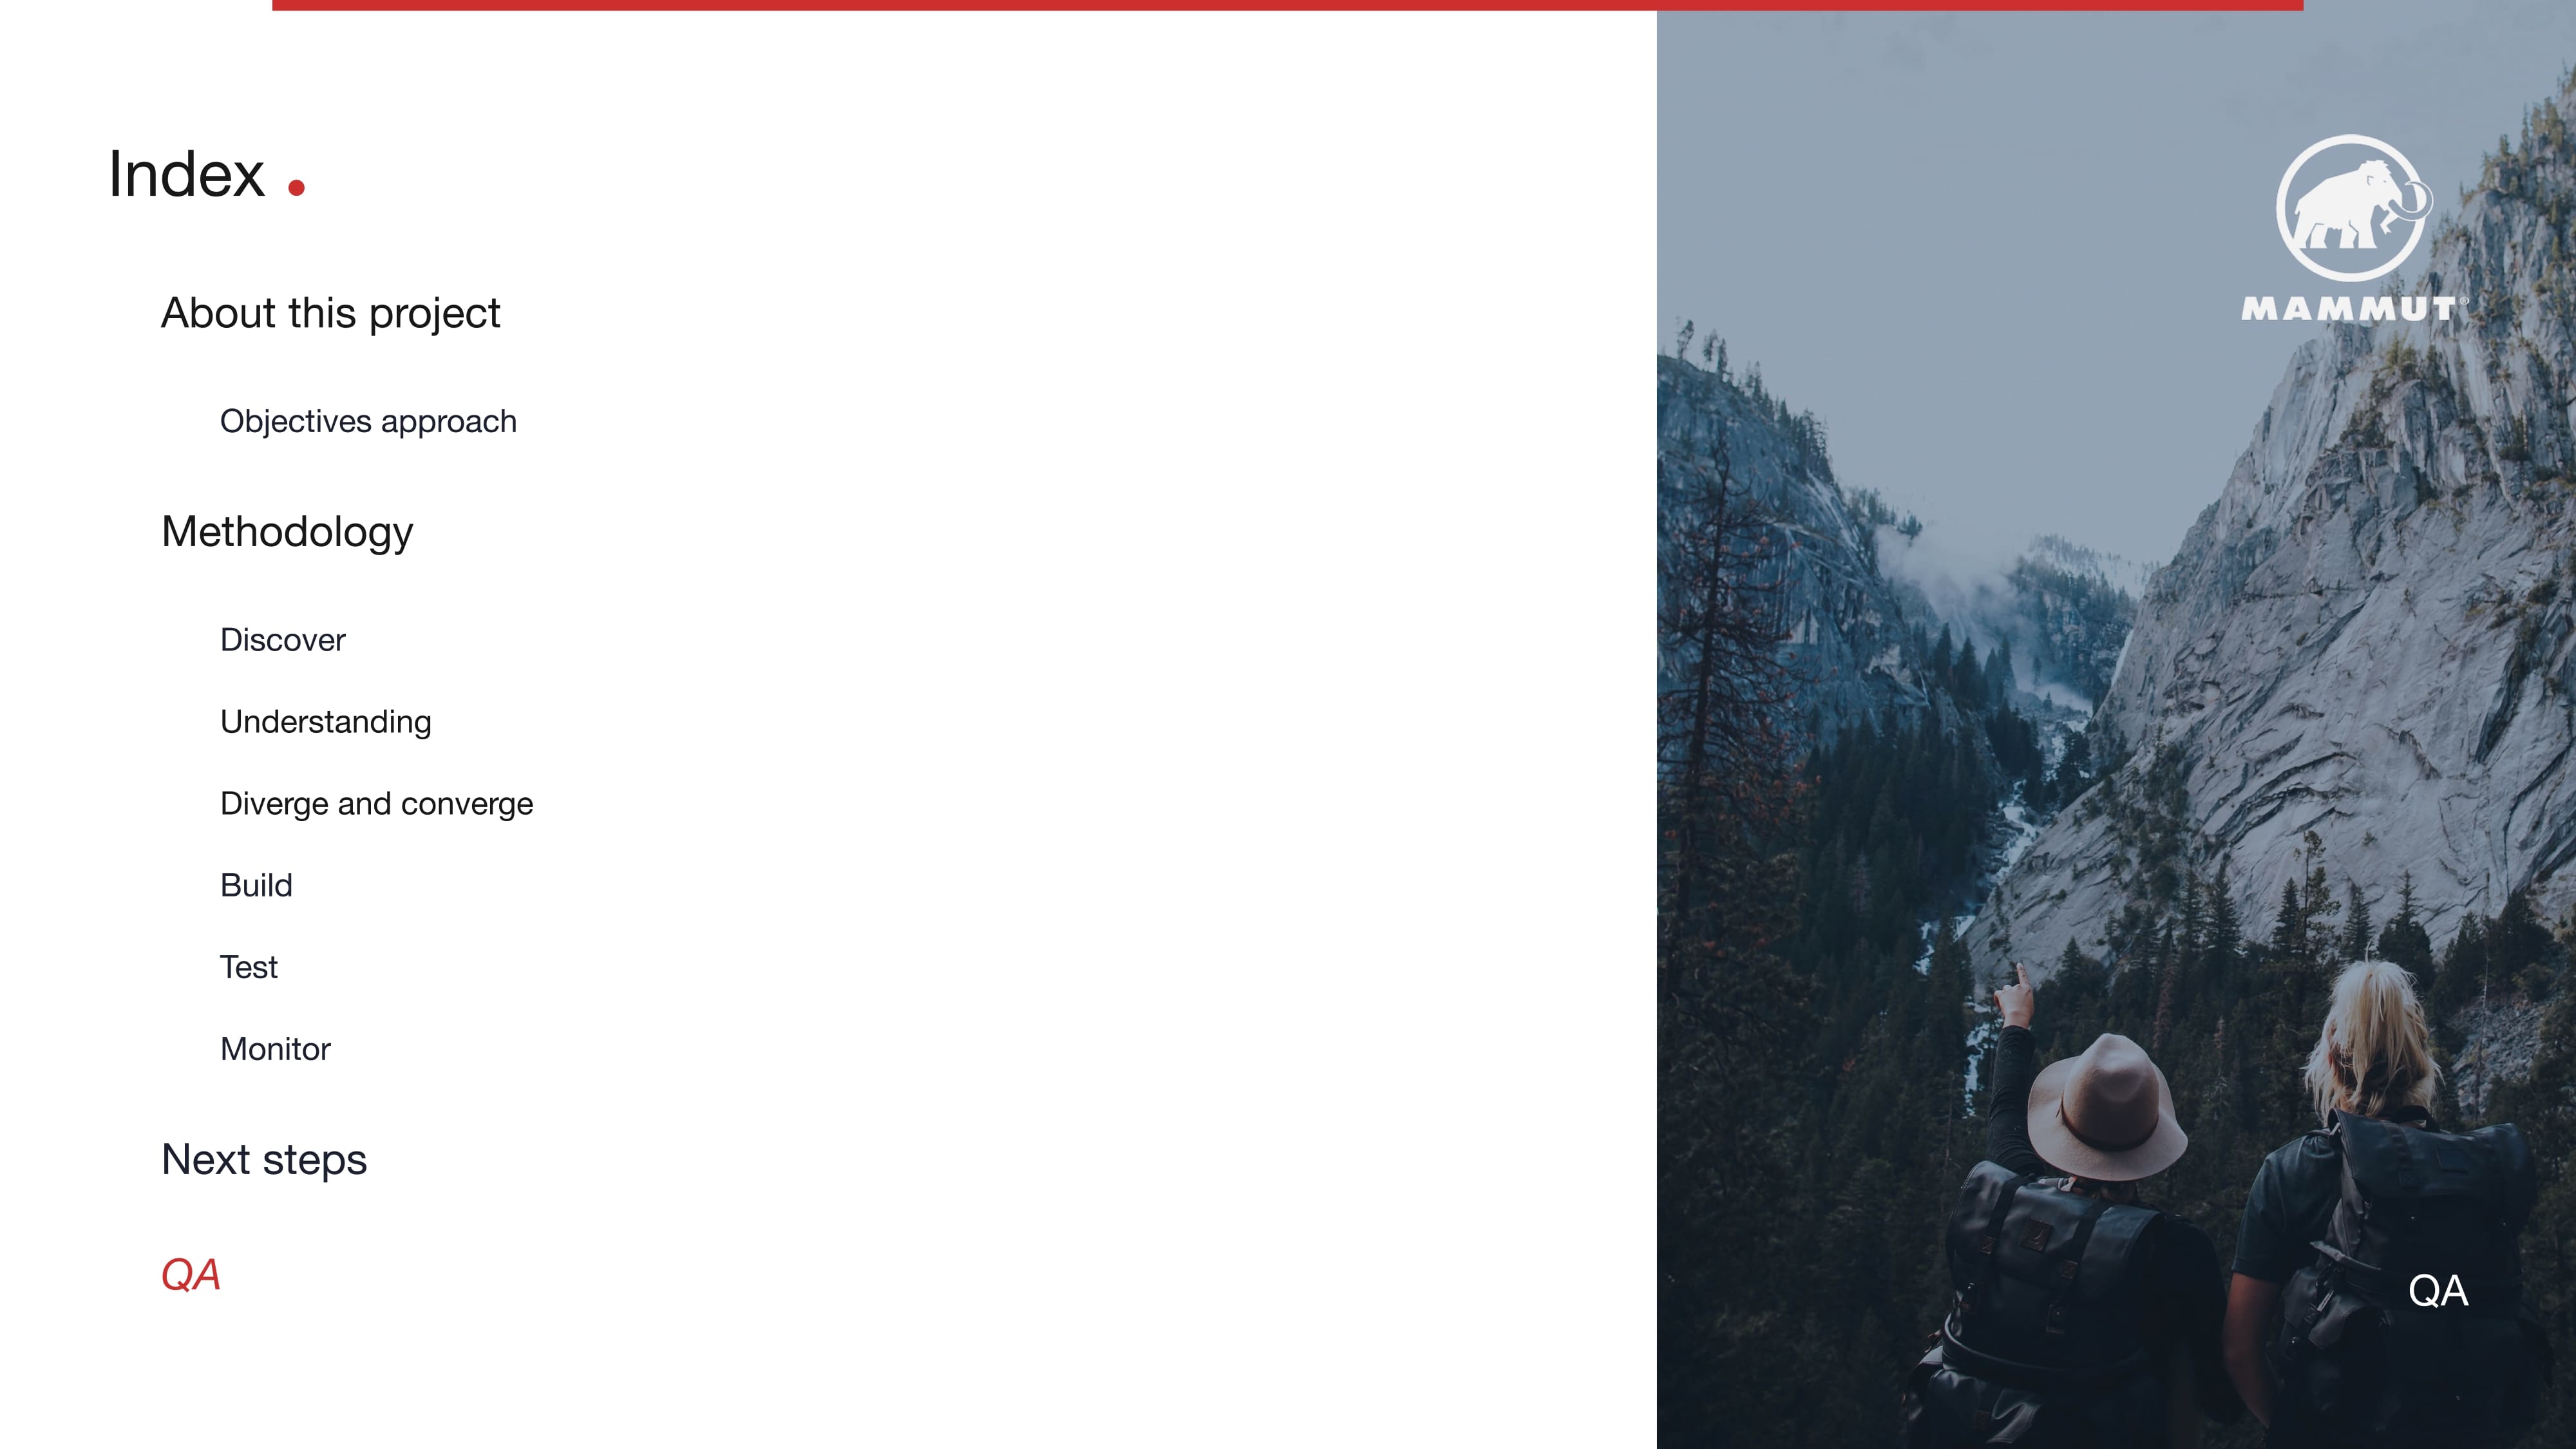 Index .
About this project
Objectives approach
Methodology
Discover
Understanding
Diverge and converge
Build
Test
Monitor
Next steps
QA
MAMMUT®
QA